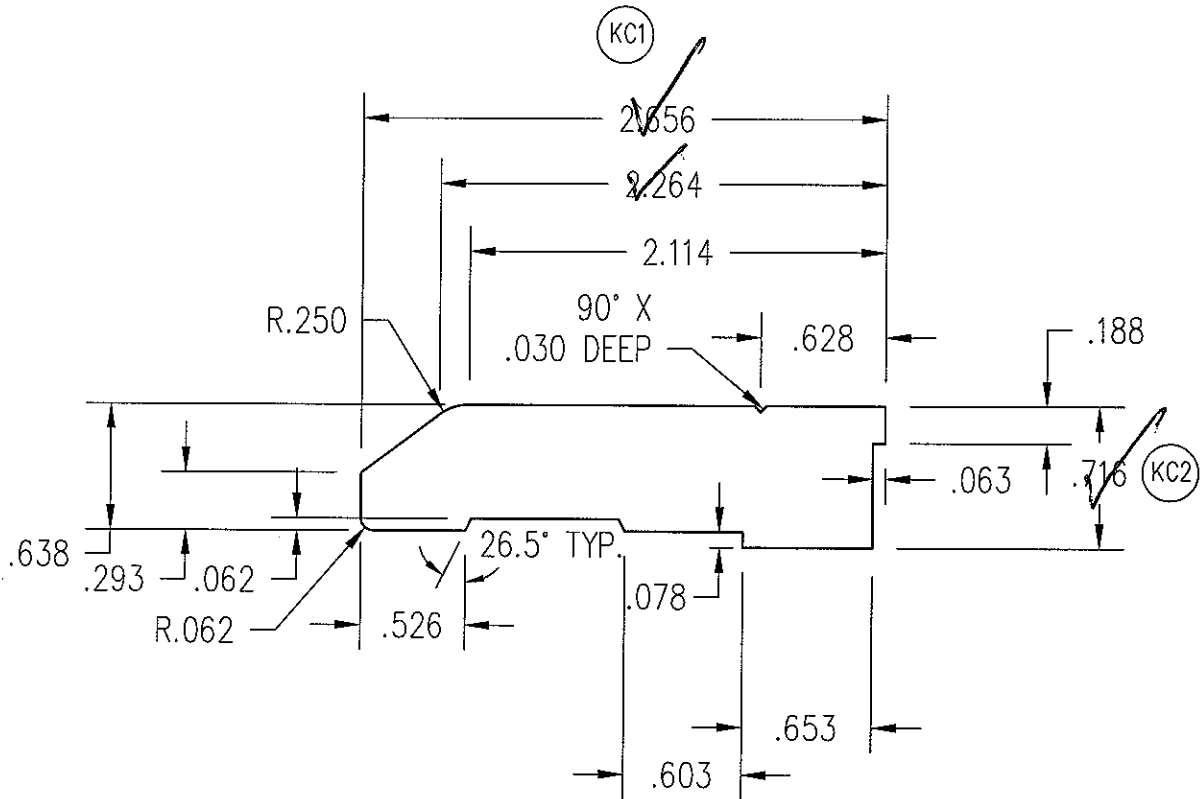 KC1
2.656
2.264
2.114
R.250
90° X
.030 DEEP
.628
.188
.063
.716
KC2
.638
.293
.062
26.5° TYP.
.078
R.062
.526
.653
.603